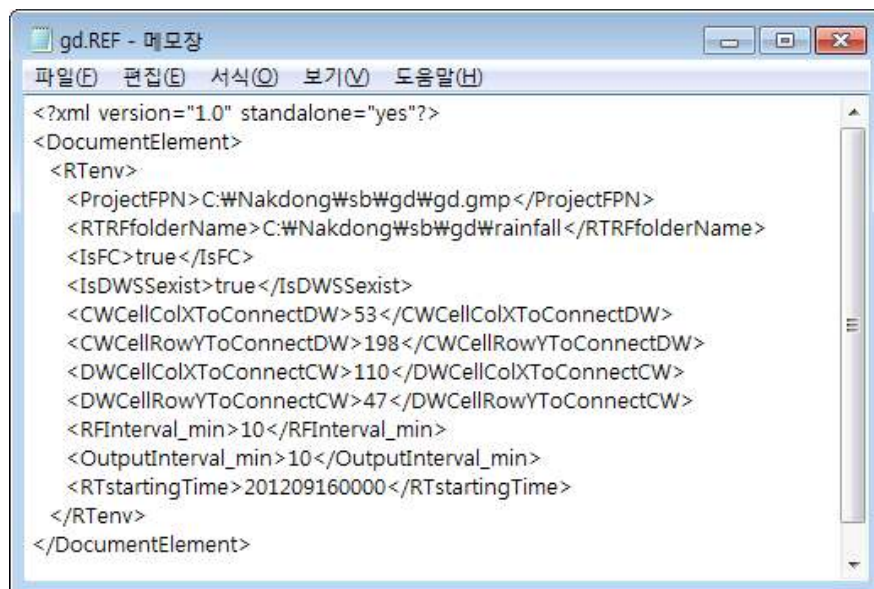 gd.REF - 메모장
파일(F) 편집(E) 서식(O) 보기(V) 도움말(H)
<?xml version="1.0" standalone="yes"?>
<DocumentElement>
<RTenv>
<ProjectFPN>C:₩Nakdong₩sb₩gd₩gd.gmp</ProjectFPN>
<RTRFfolderName>C:₩Nakdong₩sb₩gd₩rainfall</RTRFfolderName>
<IsFC>true</IsFC>
<IsDWSSexist>true</IsDWSSexist>
<CWCellColXToConnectDW>53</CWCellColXToConnectDW>
<CWCellRowYToConnectDW>198</CWCellRowYToConnectDW>
<DWCellColXToConnectCW>110</DWCellColXToConnectCW>
<DWCellRowYToConnectCW>47</DWCellRowYToConnectCW>
<RFInterval_min>10</RFInterval_min>
<OutputInterval_min>10</OutputInterval_min>
<RTstartingTime>201209160000</RTstartingTime>
</RTenv>
</DocumentElement>